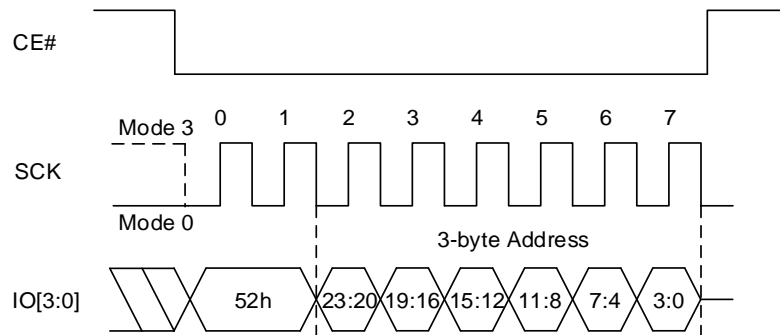 CE#
Mode 3
0 1 2 3 4 5 6 7
SCK
Mode 0
3-byte Address
IO[3:0]
52h 23:20 19:16 15:12 11:8 7:4 3:0